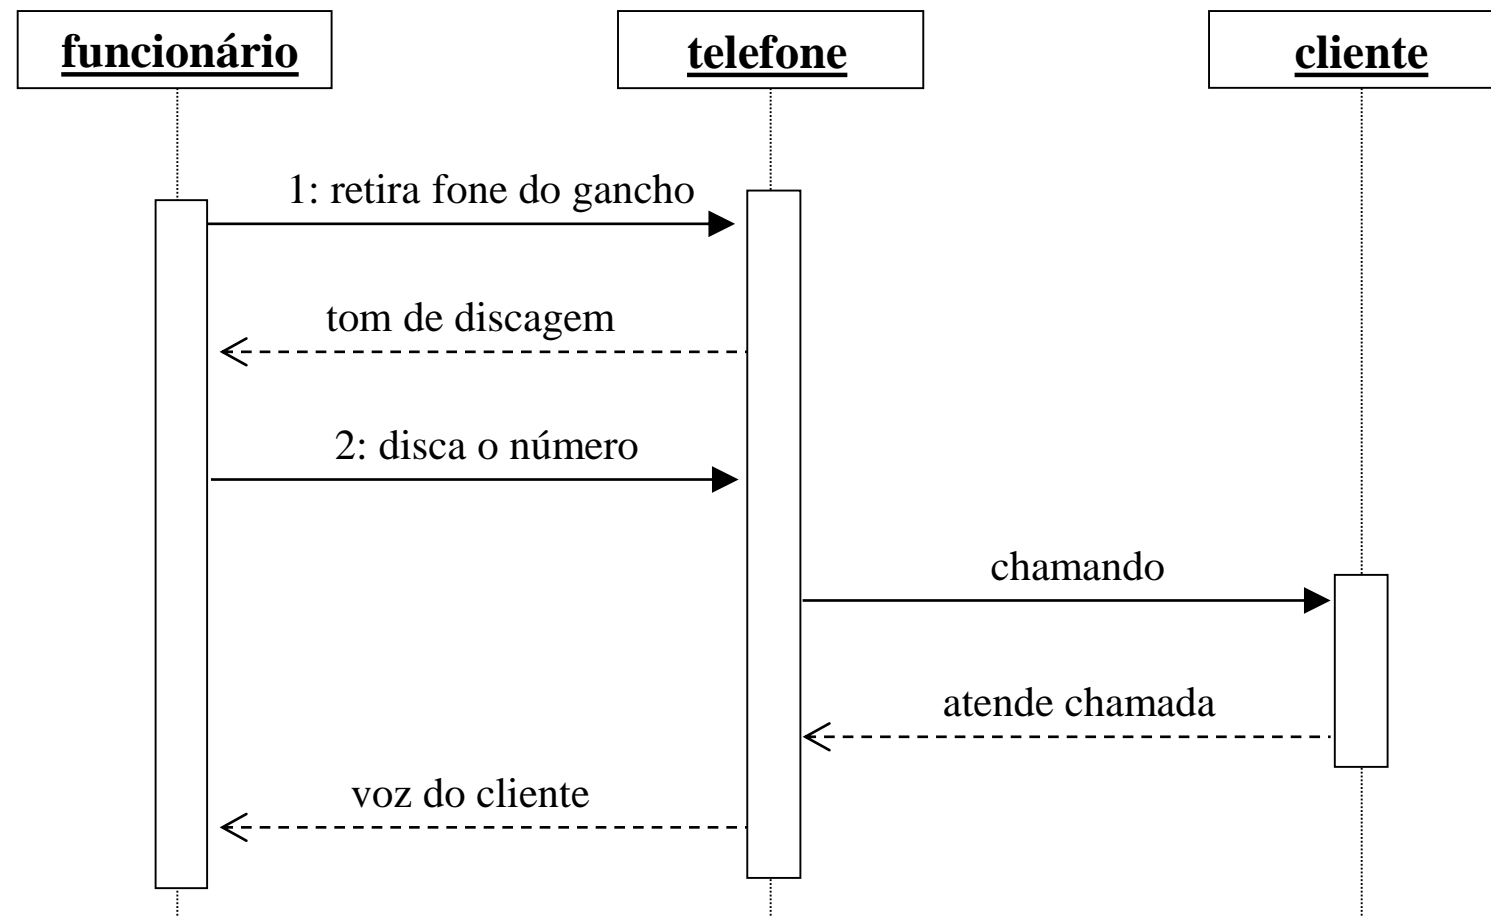 funcionário
telefone
cliente
1: retira fone do gancho
tom de discagem
2: disca o número
chamando
atende chamada
voz do cliente